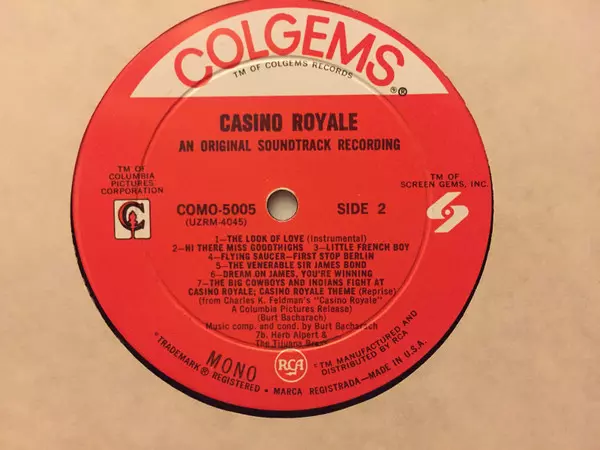 COLGEMS®
TM OF COLGEMS RECORDS
CASINO ROYALE
AN ORIGINAL SOUNDTRACK RECORDING
TM OF
COLUMBIA
PICTURES
CORPORATION
TM OF
SCREEN GEMS, INC.
COMO-5005
(UZRM-4045)
SIDE 2
1—THE LOOK OF LOVE (Instrumental)
2—HI THERE MISS GOODTHIGHS 3—LITTLE FRENCH BOY
4—FLYING SAUCER—FIRST STOP BERLIN
5—THE VENERABLE SIR JAMES BOND
6—DREAM ON JAMES, YOU'RE WINNING
7—THE BIG COWBOYS AND INDIANS FIGHT AT
CASINO ROYALE; CASINO ROYALE THEME (Reprise)
(from Charles K. Feldman's "Casino Royale"
A Columbia Pictures Release)
(Burt Bacharach)
Music comp. and cond. by Burt Bacharach
7b. Herb Alpert &
The Tijuana Brass
MONO
RCA
*TRADEMARK® REGISTERED • MARCA REGISTRADA—MADE IN U.S.A.
*TM MANUFACTURED AND
DISTRIBUTED BY RCA